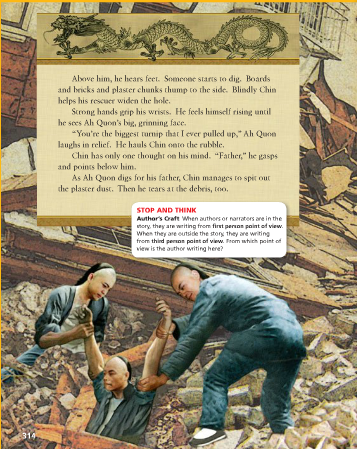 Above him, he hears feet. Someone starts to dig. Boards
and bricks and plaster chunks thump to the side. Blindly Chin
helps his rescuer widen the hole.
Strong hands grip his wrists. He feels himself rising until
he sees Ah Quon's big, grinning face.
"You're the biggest turnip that I ever pulled up," Ah Quon
laughs in relief. He hauls Chin onto the rubble.
Chin has only one thought on his mind. "Father," he gasps
and points below him.
As Ah Quon digs for his father, Chin manages to spit out
the plaster dust. Then he tears at the debris, too.
STOP AND THINK
Author's Craft When authors or narrators are in the
story, they are writing from first person point of view.
When they are outside the story, they are writing
from third person point of view. From which point of
view is the author writing here?
314